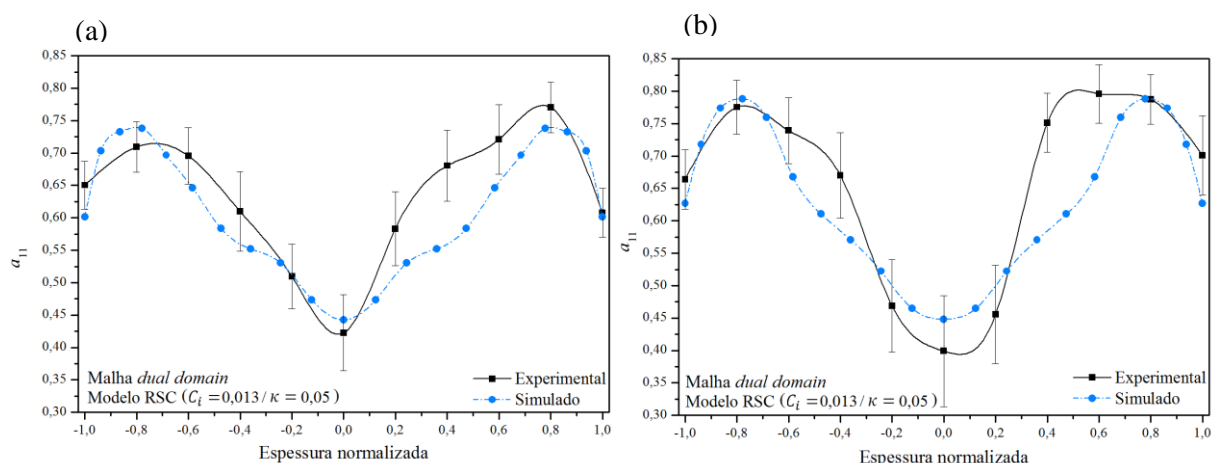 (a)
0,85
0,80
0,75
0,70
0,65
0,60
0,55
0,50
0,45
0,40
0,35
0,30
a₁₁
Malha dual domain
Modelo RSC (Cᵢ = 0,013 / κ = 0,05)
Experimental
Simulado
-1,0 -0,8 -0,6 -0,4 -0,2 0,0 0,2 0,4 0,6 0,8 1,0
Espessura normalizada
(b)
0,85
0,80
0,75
0,70
0,65
0,60
0,55
0,50
0,45
0,40
0,35
0,30
a₁₁
Malha dual domain
Modelo RSC (Cᵢ = 0,013 / κ = 0,05)
Experimental
Simulado
-1,0 -0,8 -0,6 -0,4 -0,2 0,0 0,2 0,4 0,6 0,8 1,0
Espessura normalizada